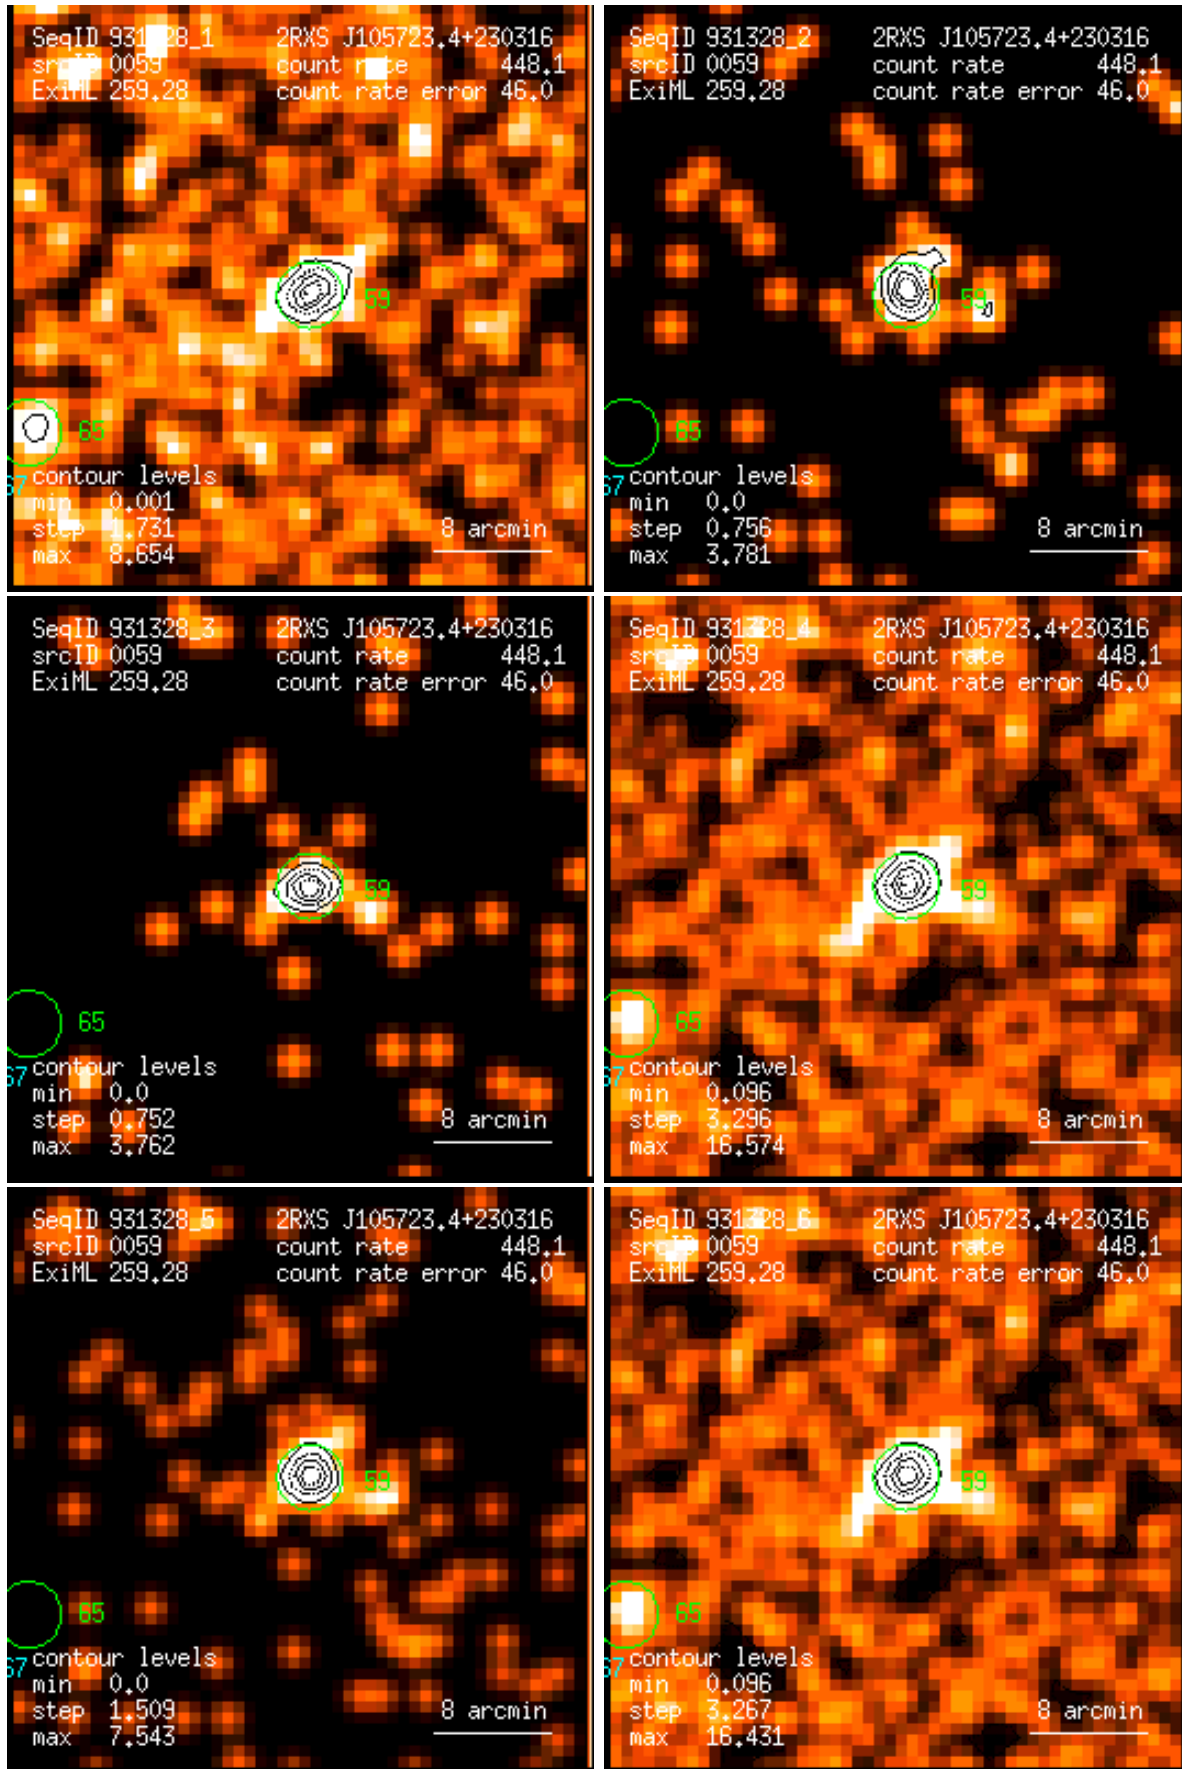 SeqID 931328_1 2RXS J105723.4+230316
srcID 0059 count rate 448.1
ExiML 259.28 count rate error 46.0
59
65
67
contour levels
min 0.001
step 1.731
max 8.654
8 arcmin
SeqID 931328_2 2RXS J105723.4+230316
srcID 0059 count rate 448.1
ExiML 259.28 count rate error 46.0
59
65
67
contour levels
min 0.0
step 0.756
max 3.781
8 arcmin
SeqID 931328_3 2RXS J105723.4+230316
srcID 0059 count rate 448.1
ExiML 259.28 count rate error 46.0
59
65
67
contour levels
min 0.0
step 0.752
max 3.762
8 arcmin
SeqID 931328_4 2RXS J105723.4+230316
srcID 0059 count rate 448.1
ExiML 259.28 count rate error 46.0
59
65
67
contour levels
min 0.096
step 3.296
max 16.574
8 arcmin
SeqID 931328_5 2RXS J105723.4+230316
srcID 0059 count rate 448.1
ExiML 259.28 count rate error 46.0
59
65
67
contour levels
min 0.0
step 1.509
max 7.543
8 arcmin
SeqID 931328_6 2RXS J105723.4+230316
srcID 0059 count rate 448.1
ExiML 259.28 count rate error 46.0
59
65
67
contour levels
min 0.096
step 3.267
max 16.431
8 arcmin